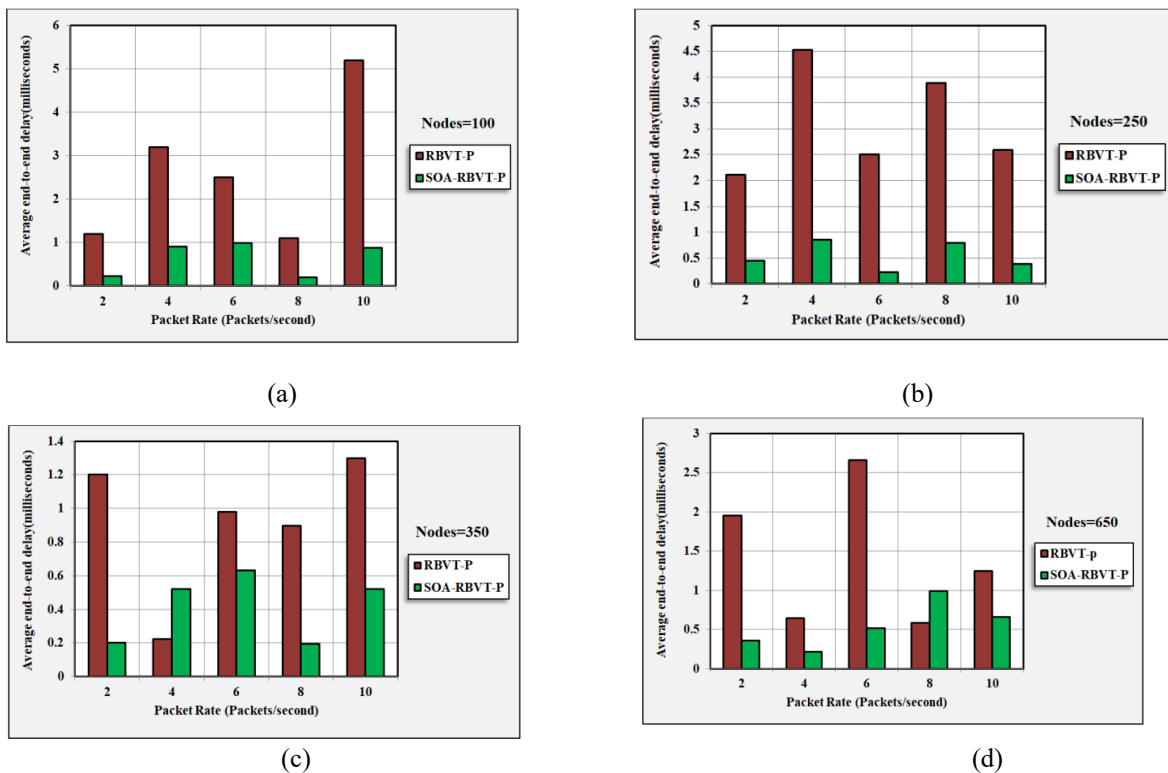 Average end-to-end delay(milliseconds)
6
5
4
3
2
1
0
2 4 6 8 10
Packet Rate (Packets/second)
Nodes=100
RBVT-P
SOA-RBVT-P
(a)
Average end-to-end delay(milliseconds)
5
4.5
4
3.5
3
2.5
2
1.5
1
0.5
0
2 4 6 8 10
Packet Rate (Packets/second)
Nodes=250
RBVT-P
SOA-RBVT-P
(b)
Average end-to-end delay(milliseconds)
1.4
1.2
1
0.8
0.6
0.4
0.2
0
2 4 6 8 10
Packet Rate (Packets/second)
Nodes=350
RBVT-P
SOA-RBVT-P
(c)
Average end-to-end delay(milliseconds)
3
2.5
2
1.5
1
0.5
0
2 4 6 8 10
Packet Rate (Packets/second)
Nodes=650
RBVT-p
SOA-RBVT-P
(d)